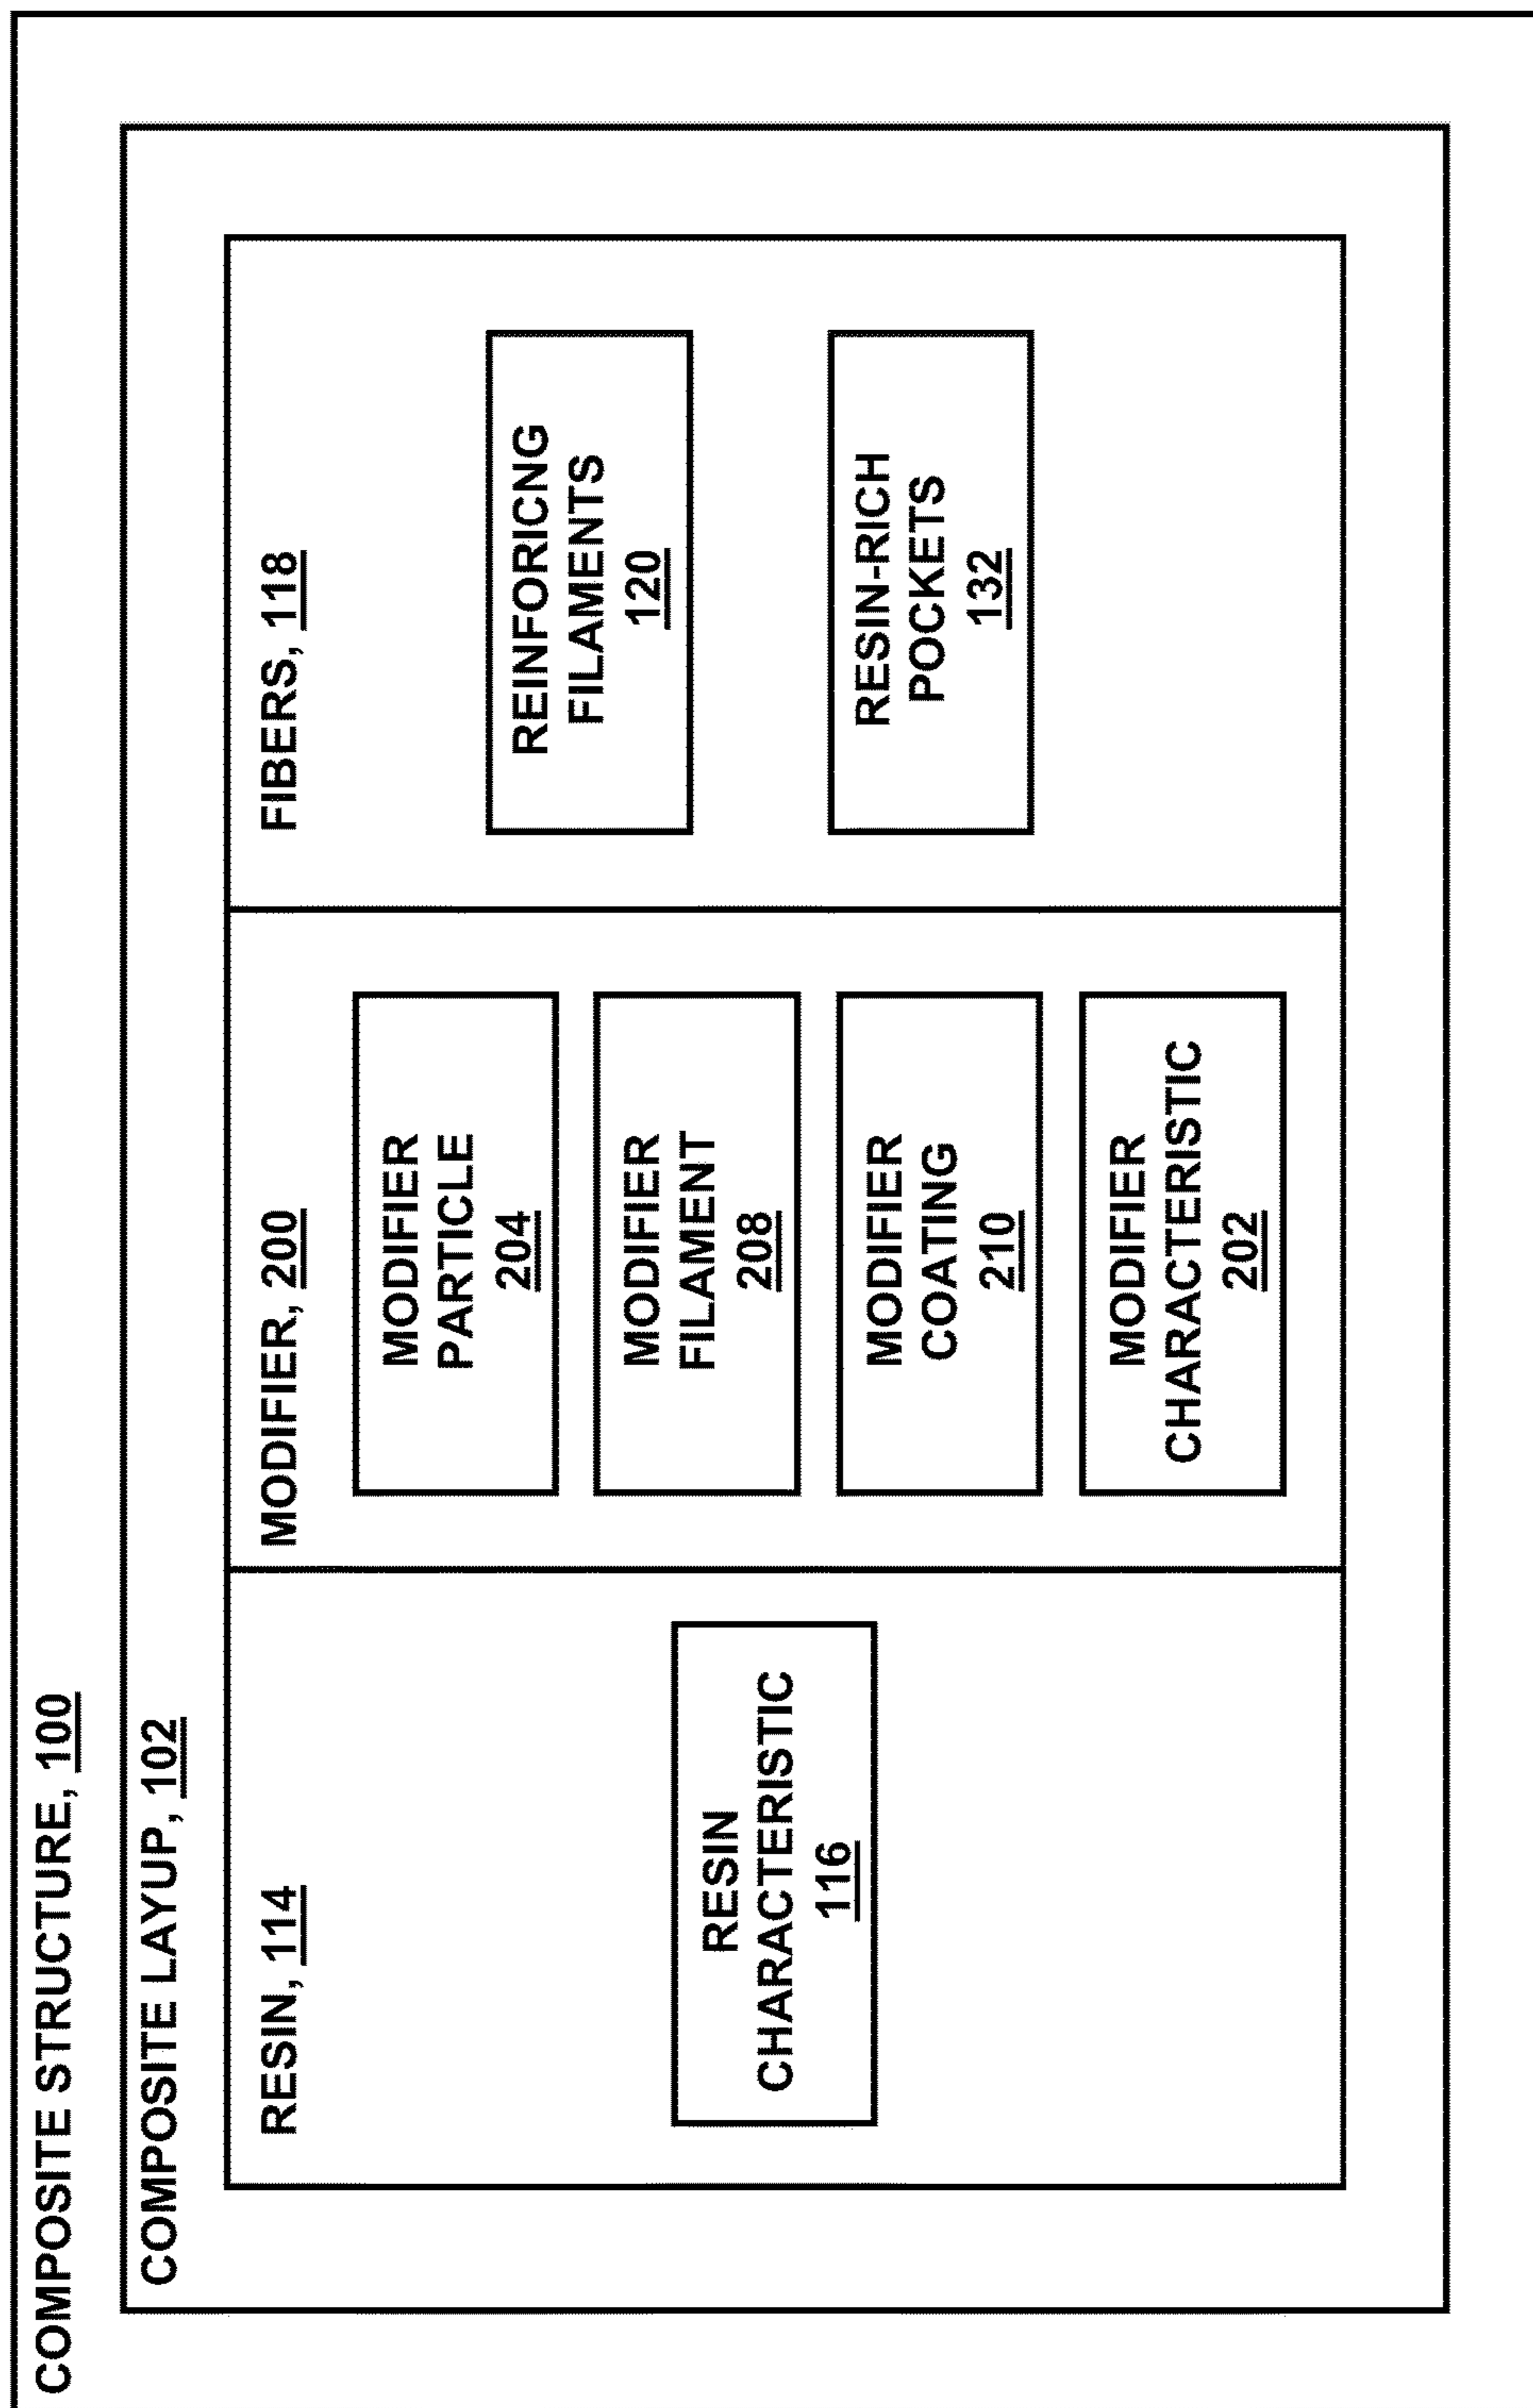 COMPOSITE STRUCTURE, 100
COMPOSITE LAYUP, 102
RESIN, 114
RESIN
CHARACTERISTIC
116
MODIFIER, 200
MODIFIER
PARTICLE
204
MODIFIER
FILAMENT
208
MODIFIER
COATING
210
MODIFIER
CHARACTERISTIC
202
FIBERS, 118
REINFORICNG
FILAMENTS
120
RESIN-RICH
POCKETS
132